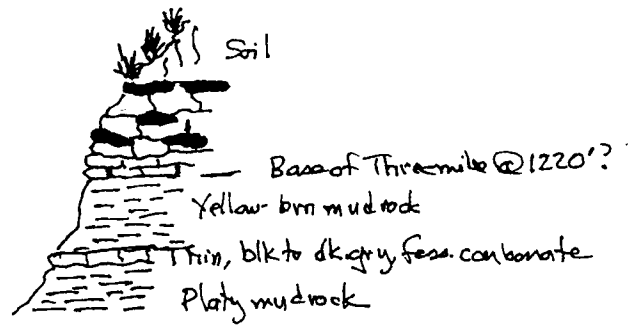 Soil
Base of Threemile @ 1220'?
Yellow-brn mudrock
Thin, blk to dk. gry, foss. carbonate
Platy mudrock